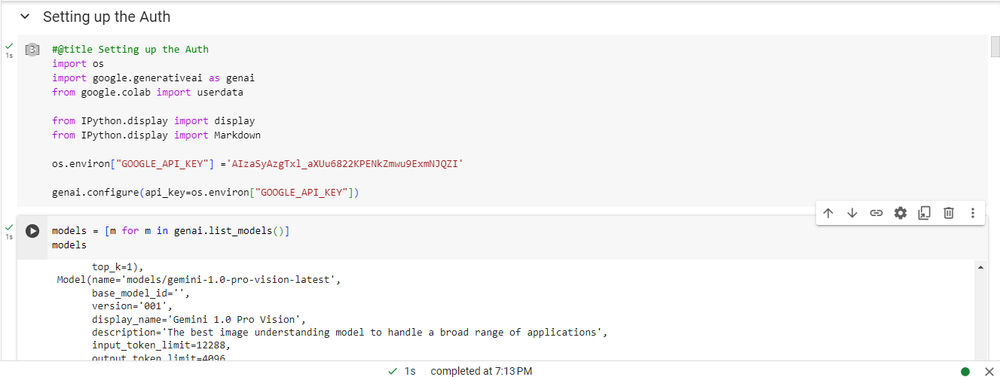 Setting up the Auth
1s
[3]
#@title Setting up the Auth
import os
import google.generativeai as genai
from google.colab import userdata
from IPython.display import display
from IPython.display import Markdown
os.environ["GOOGLE_API_KEY"] ='AIzaSyAzgTxl_aXUu6822KPENkZmwu9ExmNJQZI'
genai.configure(api_key=os.environ["GOOGLE_API_KEY"])
1s
models = [m for m in genai.list_models()]
models
top_k=1),
Model(name='models/gemini-1.0-pro-vision-latest',
base_model_id='',
version='001',
display_name='Gemini 1.0 Pro Vision',
description='The best image understanding model to handle a broad range of applications',
input_token_limit=12288,
output_token_limit=4096
1s completed at 7:13 PM